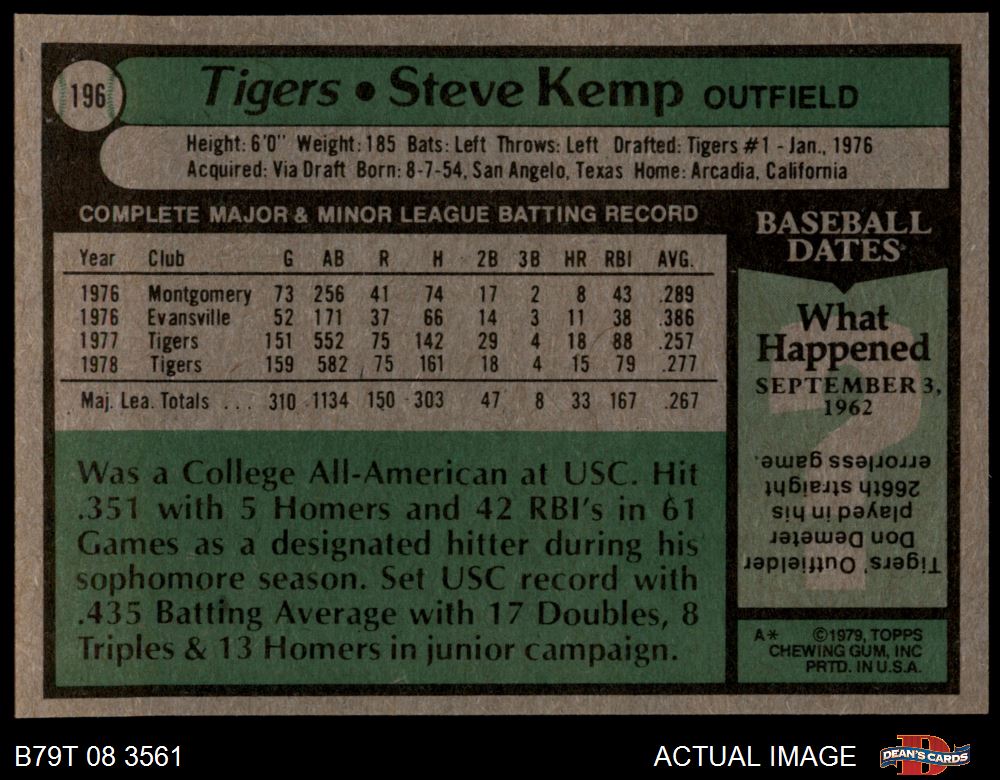 196
Tigers • Steve Kemp OUTFIELD
Height: 6'0" Weight: 185 Bats: Left Throws: Left Drafted: Tigers #1 - Jan., 1976
Acquired: Via Draft Born: 8-7-54, San Angelo, Texas Home: Arcadia, California
COMPLETE MAJOR & MINOR LEAGUE BATTING RECORD
Year Club G AB R H 2B 3B HR RBI AVG.
1976 Montgomery 73 256 41 74 17 2 8 43 .289
1976 Evansville 52 171 37 66 14 3 11 38 .386
1977 Tigers 151 552 75 142 29 4 18 88 .257
1978 Tigers 159 582 75 161 18 4 15 79 .277
Maj. Lea. Totals ... 310 1134 150 303 47 8 33 167 .267
Was a College All-American at USC. Hit
.351 with 5 Homers and 42 RBI's in 61
Games as a designated hitter during his
sophomore season. Set USC record with
.435 Batting Average with 17 Doubles, 8
Triples & 13 Homers in junior campaign.
BASEBALL
DATES
What
Happened
SEPTEMBER 3,
1962
Tigers' Outfielder
Don Demeter
played in his
266th straight
errorless game.
A* ©1979, TOPPS
CHEWING GUM, INC
PRTD. IN U.S.A.
B79T 08 3561
ACTUAL IMAGE
DEAN'S CARDS